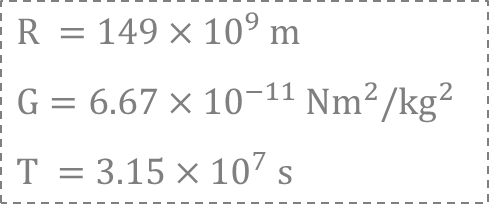 R = 149 × 10⁹ m
G = 6.67 × 10⁻¹¹ Nm²/kg²
T = 3.15 × 10⁷ s